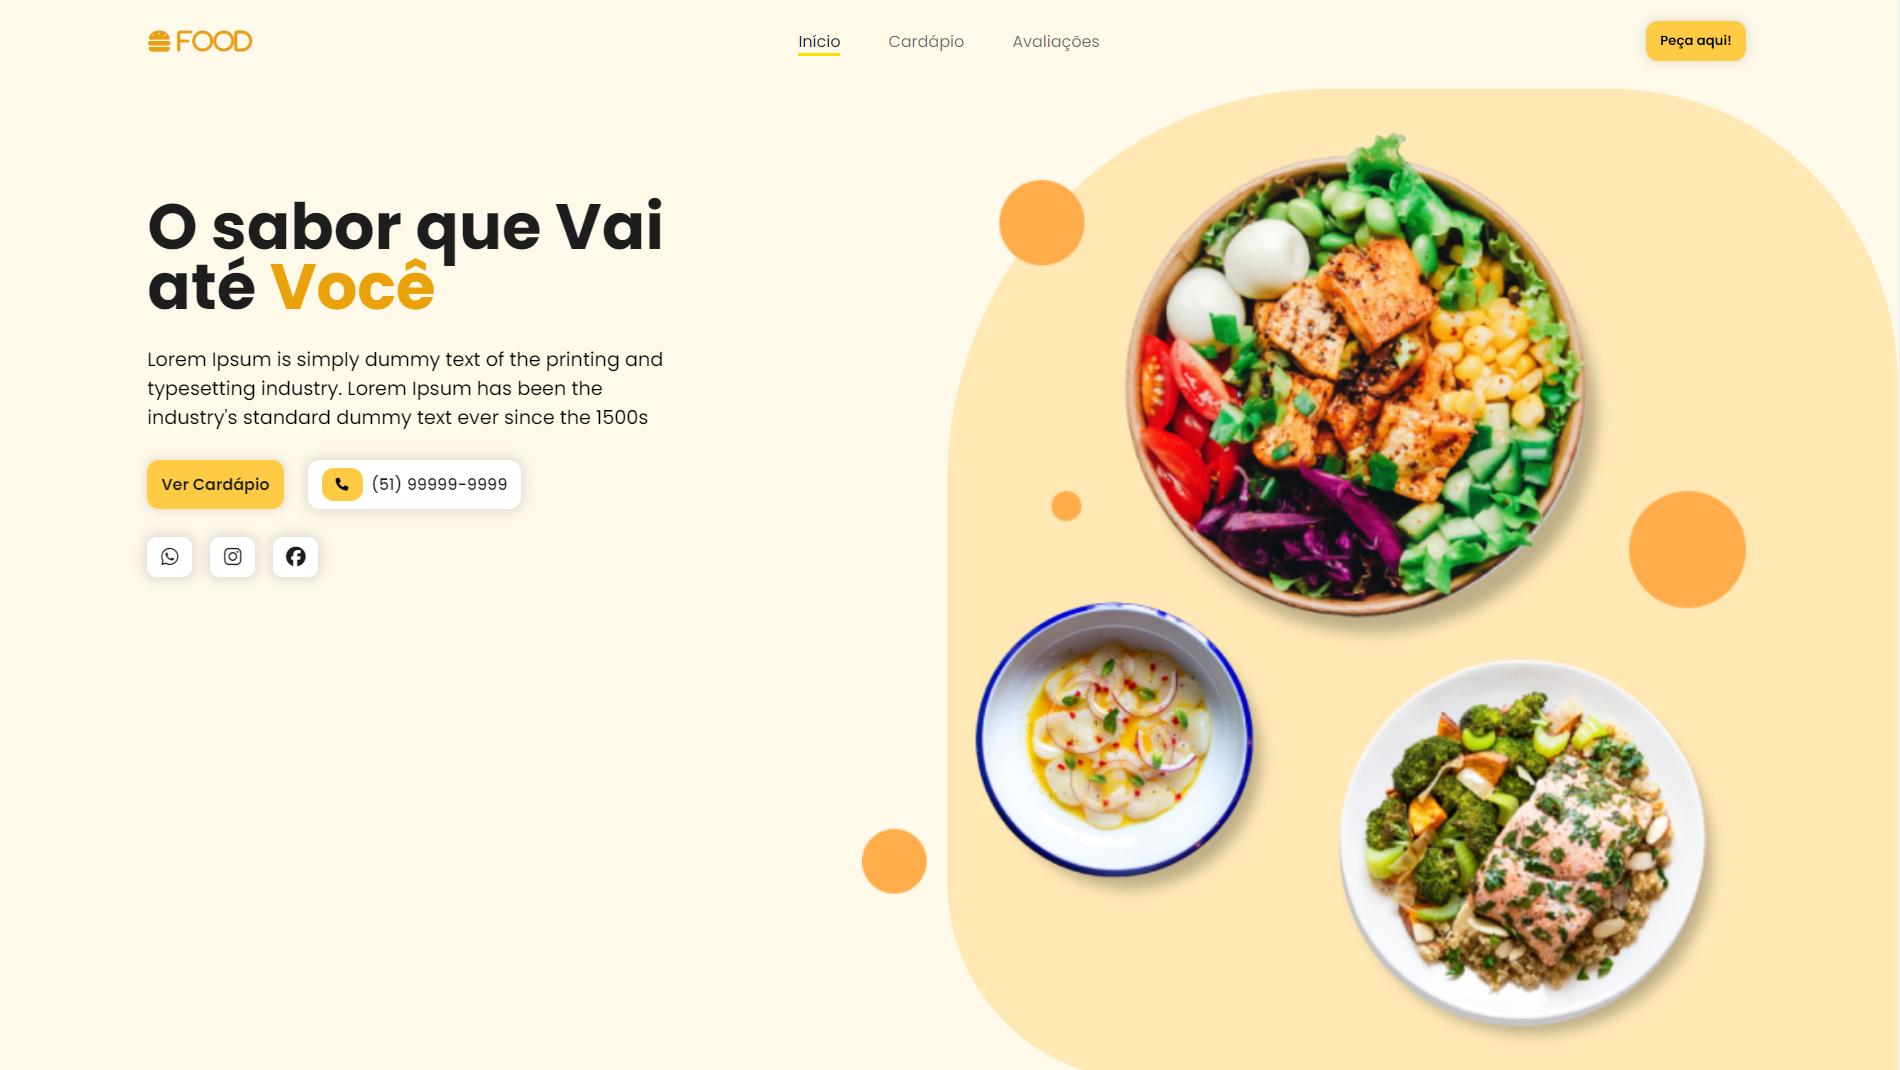 FOOD
Início
Cardápio
Avaliações
Peça aqui!
O sabor que Vai
até Você
Lorem Ipsum is simply dummy text of the printing and
typesetting industry. Lorem Ipsum has been the
industry's standard dummy text ever since the 1500s
Ver Cardápio
(51) 99999-9999